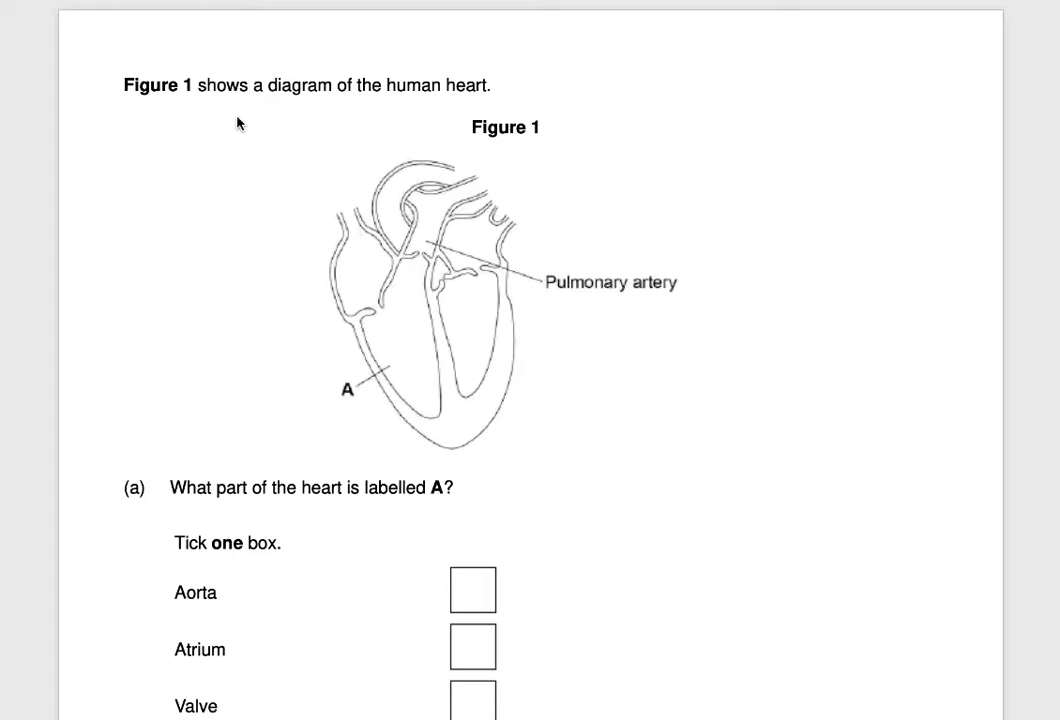 Figure 1 shows a diagram of the human heart.
Figure 1
Pulmonary artery
A
(a) What part of the heart is labelled A?
Tick one box.
Aorta
Atrium
Valve